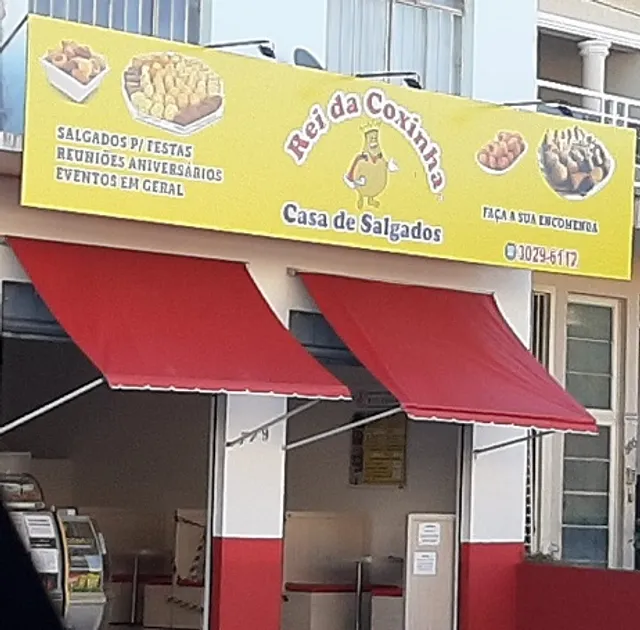 SALGADOS P/ FESTAS
REUNIÕES ANIVERSÁRIOS
EVENTOS EM GERAL
Rei da Coxinha
Casa de Salgados
FAÇA A SUA ENCOMENDA
3029-6117